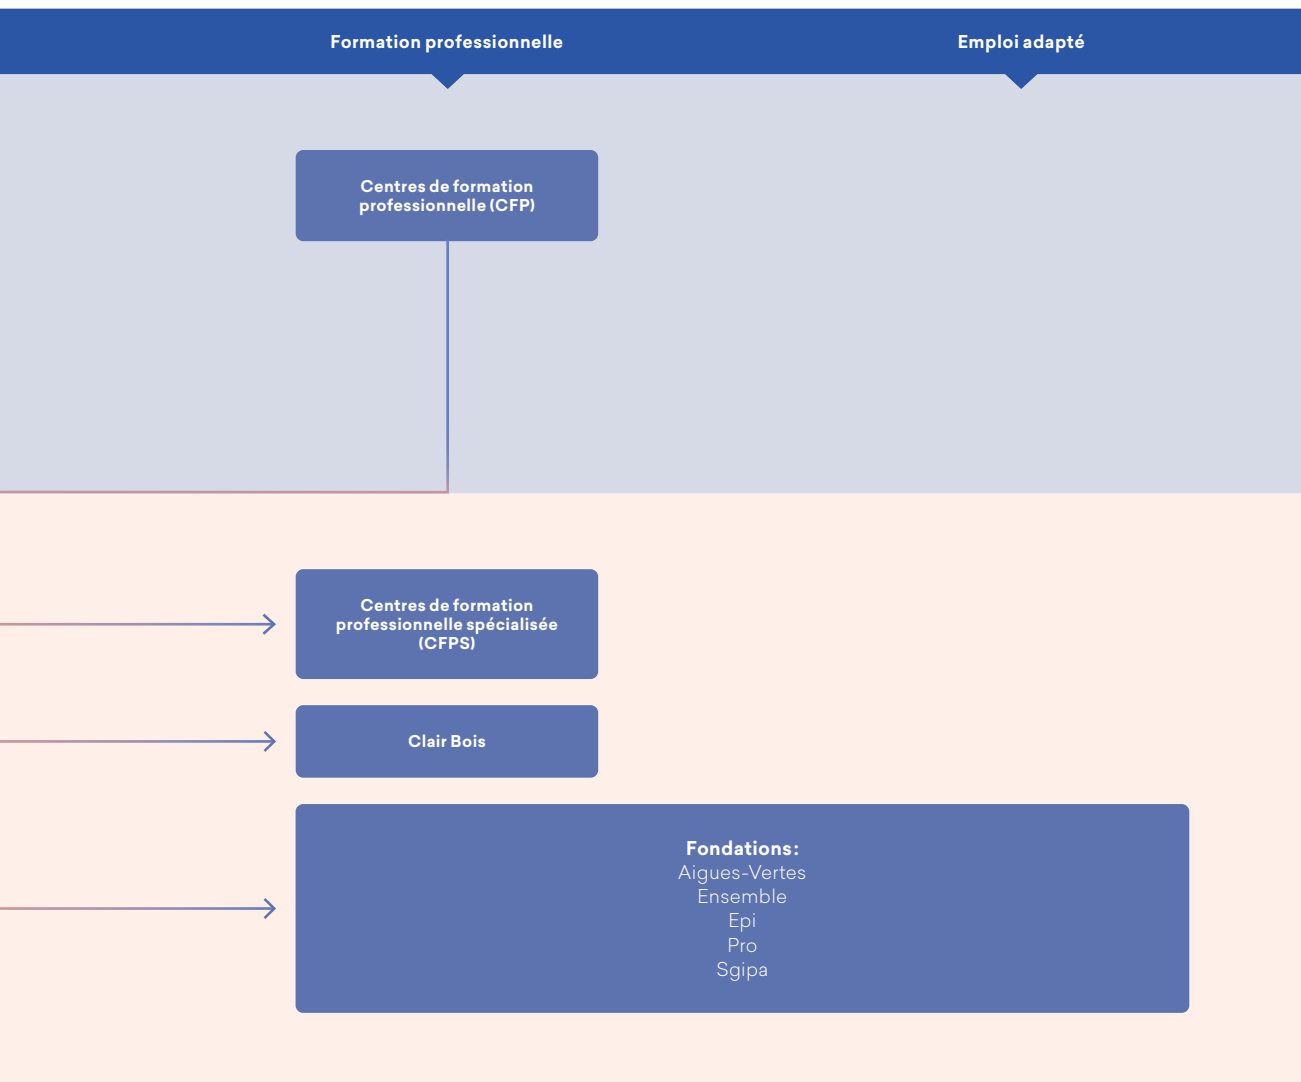 Formation professionnelle
Emploi adapté
Centres de formation
professionnelle (CFP)
Centres de formation
professionnelle spécialisée
(CFPS)
Clair Bois
Fondations :
Aigues-Vertes
Ensemble
Epi
Pro
Sgipa